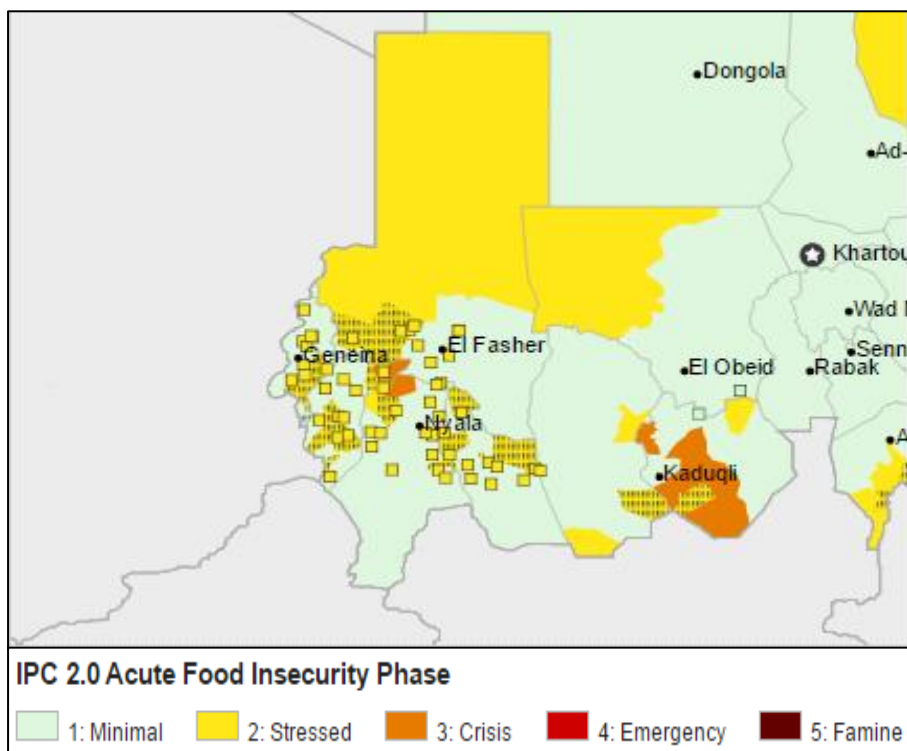 Dongola
Ad-
Khartou
Wad
Geneina
El Fasher
Senn
El Obeid
Rabak
Nyala
A
Kaduqli
IPC 2.0 Acute Food Insecurity Phase
1: Minimal 2: Stressed 3: Crisis 4: Emergency 5: Famine